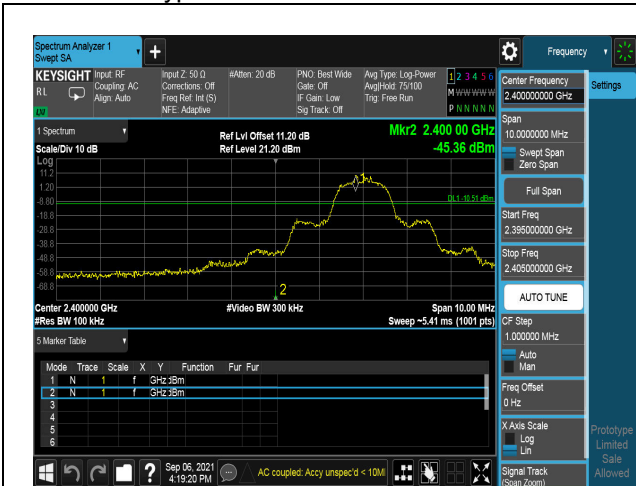 Spectrum Analyzer 1
Swept SA
Frequency
KEYSIGHT
RL
Input: RF
Coupling: AC
Align: Auto
Input Z: 50 Ω
Corrections: Off
Freq Ref: Int (S)
NFE: Adaptive
#Atten: 20 dB
PNO: Best Wide
Gate: Off
IF Gain: Low
Sig Track: Off
Avg Type: Log-Power
Avg|Hold: 75/100
Trig: Free Run
1 2 3 4 5 6
M W W W W W
P N N N N N
1 Spectrum
Scale/Div 10 dB
Ref Lvl Offset 11.20 dB
Ref Level 21.20 dBm
Mkr2 2.400 00 GHz
-45.36 dBm
Log
11.2
1.20
-8.80
-18.8
-28.8
-38.8
-48.8
-58.8
-68.8
DL1 -10.51 dBm
1
2
Center 2.400000 GHz
#Video BW 300 kHz
Span 10.00 MHz
#Res BW 100 kHz
Sweep ~5.41 ms (1001 pts)
5 Marker Table
Mode Trace Scale X Y Function Fur Fur
1 N 1 f GHz dBm
2 N 1 f GHz dBm
3
4
5
6
Center Frequency
2.400000000 GHz
Settings
Span
10.0000000 MHz
Swept Span
Zero Span
Full Span
Start Freq
2.395000000 GHz
Stop Freq
2.405000000 GHz
AUTO TUNE
CF Step
1.000000 MHz
Auto
Man
Freq Offset
0 Hz
X Axis Scale
Log
Lin
Signal Track
(Span Zoom)
Prototype
Limited
Sale
Allowed
Sep 06, 2021
4:19:20 PM
AC coupled: Accy unspec'd < 10M